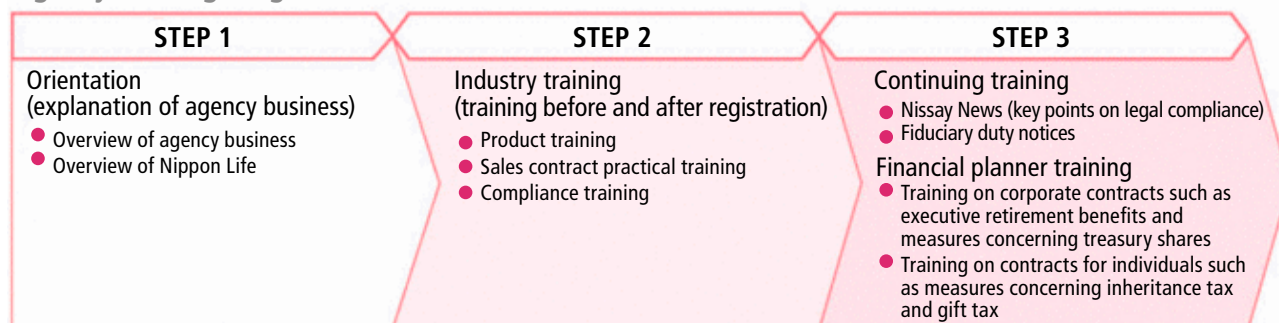 STEP 1
Orientation
(explanation of agency business)
● Overview of agency business
● Overview of Nippon Life
STEP 2
Industry training
(training before and after registration)
● Product training
● Sales contract practical training
● Compliance training
STEP 3
Continuing training
● Nissay News (key points on legal compliance)
● Fiduciary duty notices
Financial planner training
● Training on corporate contracts such as
executive retirement benefits and
measures concerning treasury shares
● Training on contracts for individuals such
as measures concerning inheritance tax
and gift tax